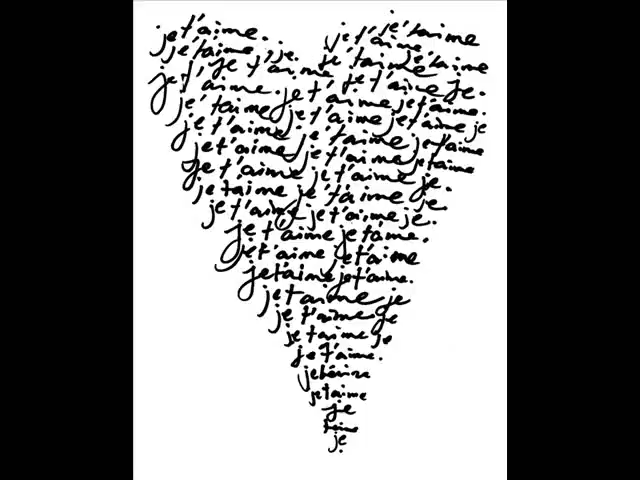 je t'aime. je t'aime
je t'aime, je. je t'aime je t'aime
je t' je t'aime je t'aime je.
aime. je t'aime je t'aime.
je t'aime je t'aime je t'aime je
je t'aime. je t'aime je t'aime
je t'aime je t'aime je t'aime
je t'aime je t'aime je.
je t'aime je t'aime je
je t'aime je t'aime je.
je t'aime je t'aime.
je t'aime je t'aime
je t'aime je t'aime.
je t'aime je
je t'aime je
je t'aime je
je t'aime.
je t'aime
je
t'aime
je